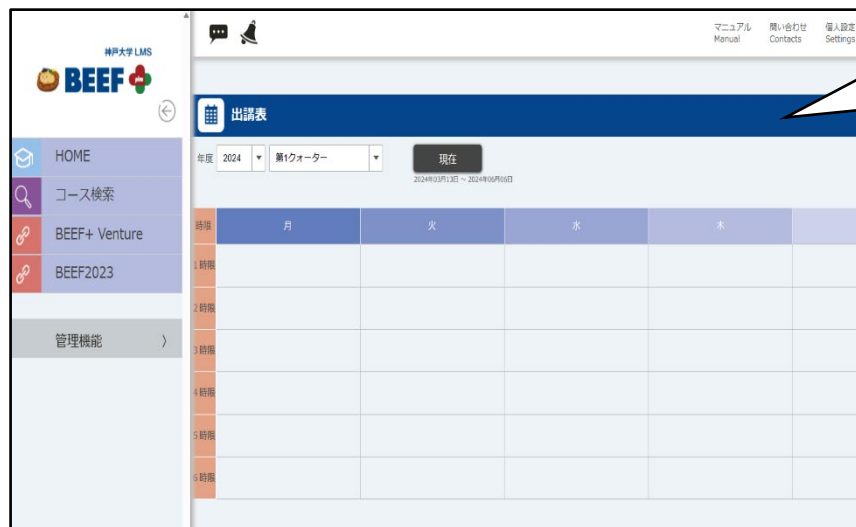 神戸大学 LMS
BEEF plus
HOME
コース検索
BEEF+ Venture
BEEF2023
管理機能 〉
マニュアル
Manual
問い合わせ
Contacts
個人設定
Settings
出講表
年度 2024 第1クォーター 現在
2024年03月13日 ～ 2024年06月06日
時限 月 火 水 木
1 時限
2 時限
3 時限
4 時限
5 時限
6 時限